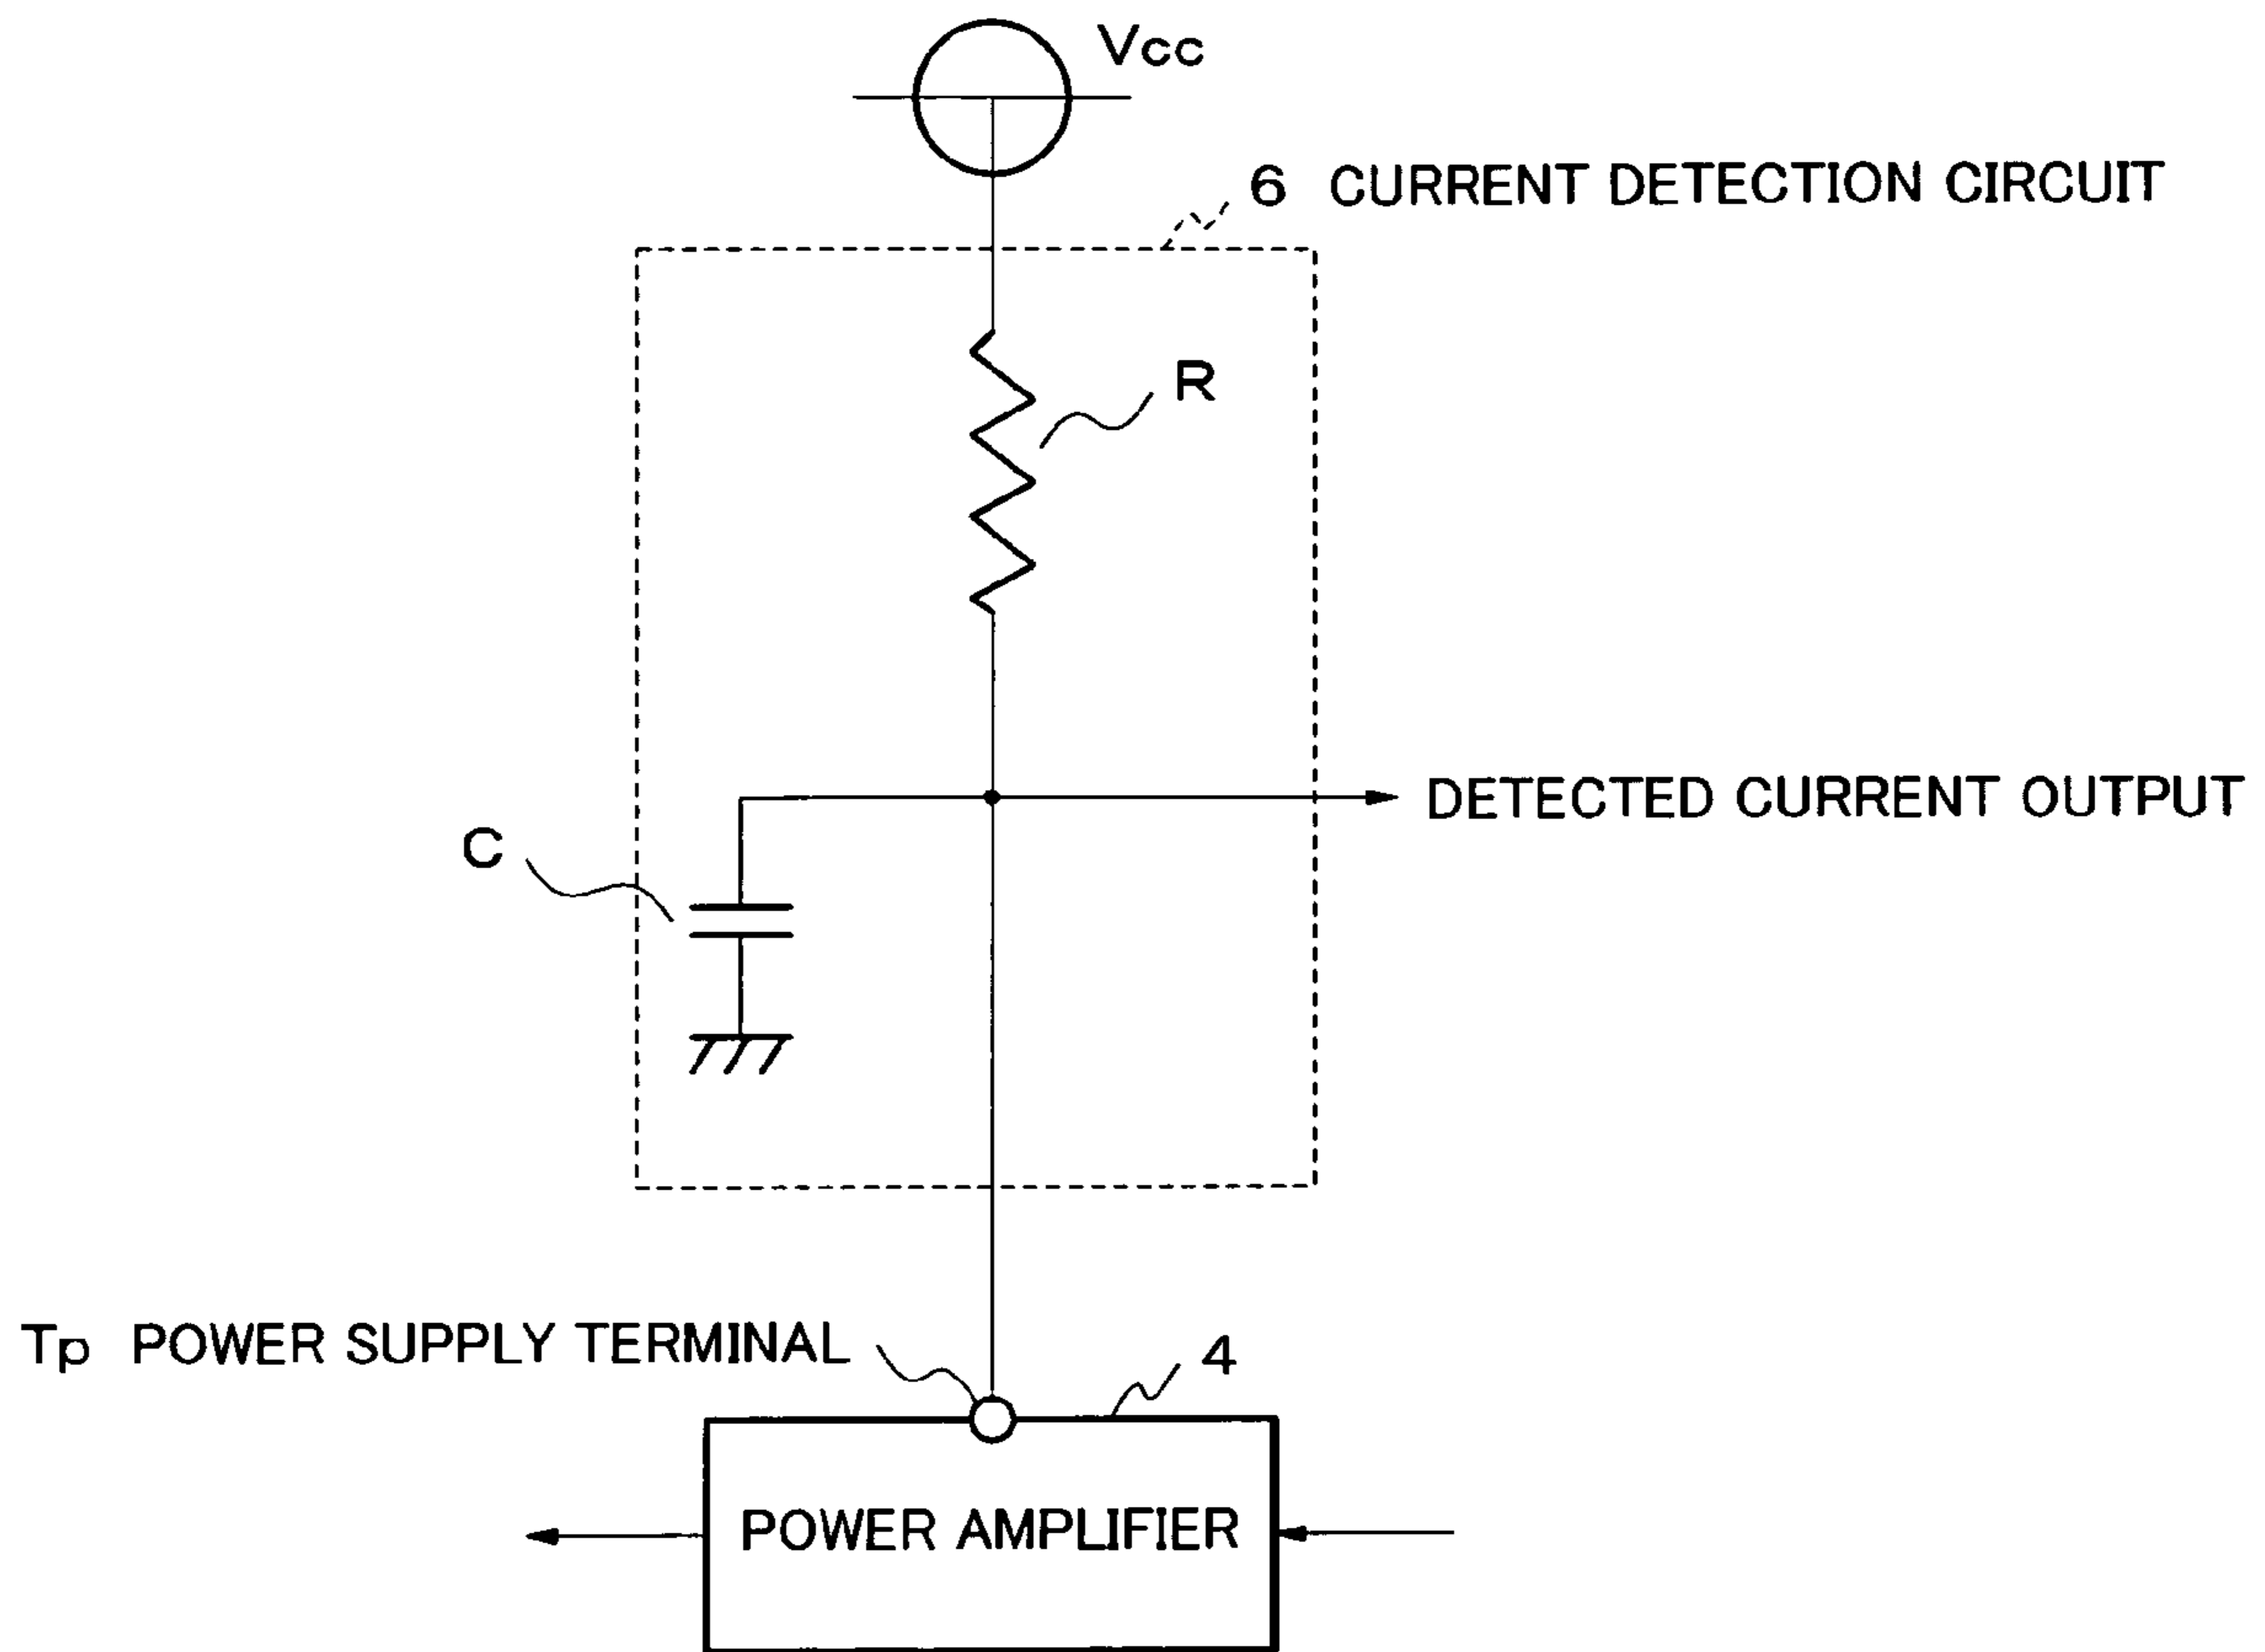 Vcc
6 CURRENT DETECTION CIRCUIT
R
DETECTED CURRENT OUTPUT
C
Tp POWER SUPPLY TERMINAL
4
POWER AMPLIFIER